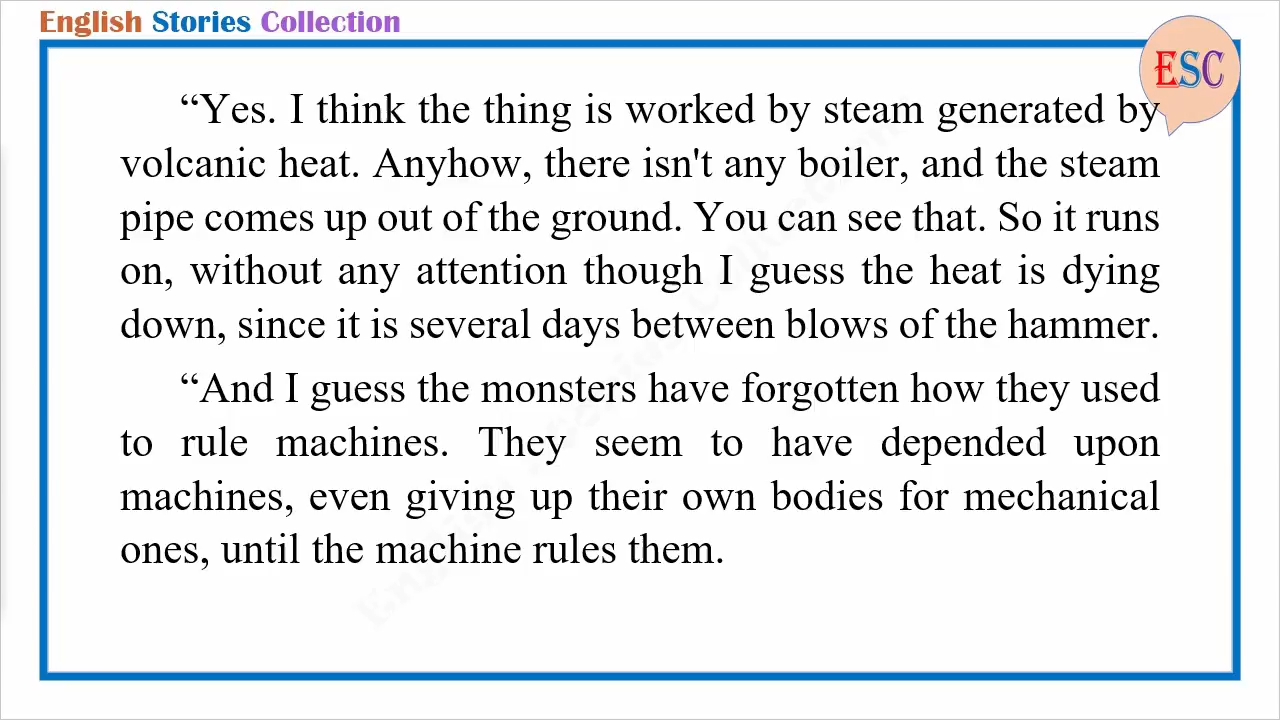 English Stories Collection
ESC
“Yes. I think the thing is worked by steam generated by
volcanic heat. Anyhow, there isn't any boiler, and the steam
pipe comes up out of the ground. You can see that. So it runs
on, without any attention though I guess the heat is dying
down, since it is several days between blows of the hammer.
“And I guess the monsters have forgotten how they used
to rule machines. They seem to have depended upon
machines, even giving up their own bodies for mechanical
ones, until the machine rules them.